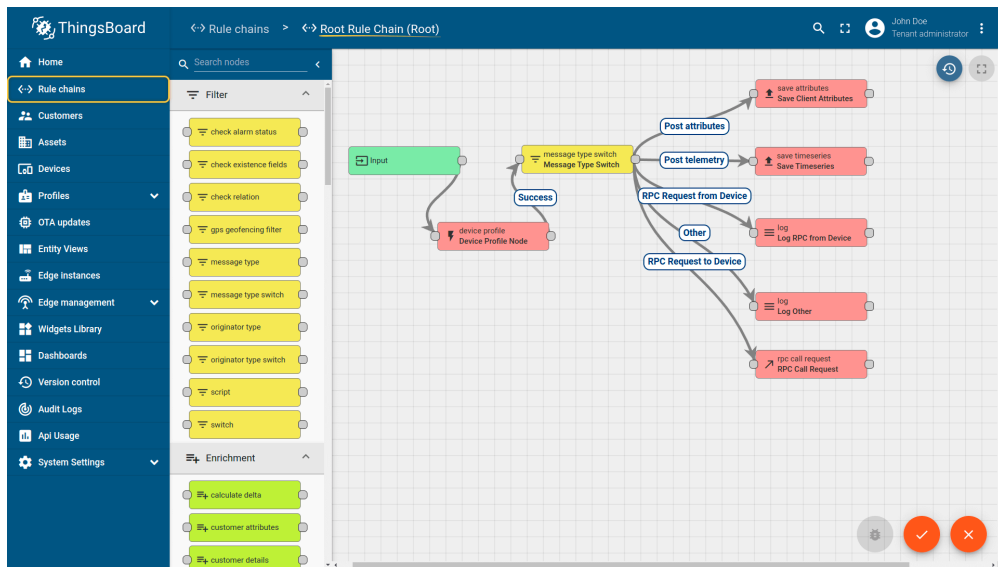 ThingsBoard
Rule chains > Root Rule Chain (Root)
John Doe
Tenant administrator
Home
Rule chains
Customers
Assets
Devices
Profiles
OTA updates
Entity Views
Edge instances
Edge management
Widgets Library
Dashboards
Version control
Audit Logs
Api Usage
System Settings
Search nodes
Filter
check alarm status
check existence fields
check relation
gps geofencing filter
message type
message type switch
originator type
originator type switch
script
switch
Enrichment
calculate delta
customer attributes
customer details
Input
device profile
Device Profile Node
Success
message type switch
Message Type Switch
Post attributes
Post telemetry
RPC Request from Device
Other
RPC Request to Device
save attributes
Save Client Attributes
save timeseries
Save Timeseries
log
Log RPC from Device
log
Log Other
rpc call request
RPC Call Request